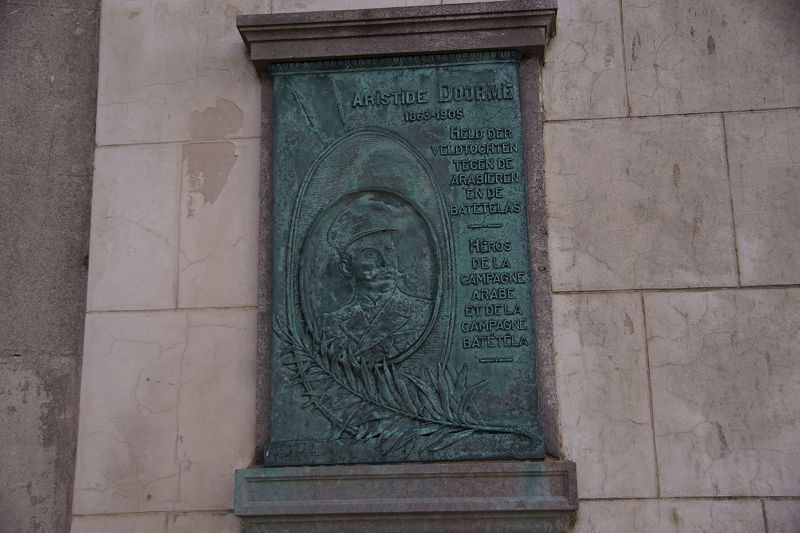 ARISTIDE DOORME
1863-1905
HELD DER
VELDTOCHTEN
TEGEN DE
ARABIEREN
EN DE
BATETELAS
HÉROS
DE LA
CAMPAGNE
ARABE
ET DE LA
CAMPAGNE
BATÉTÉLA